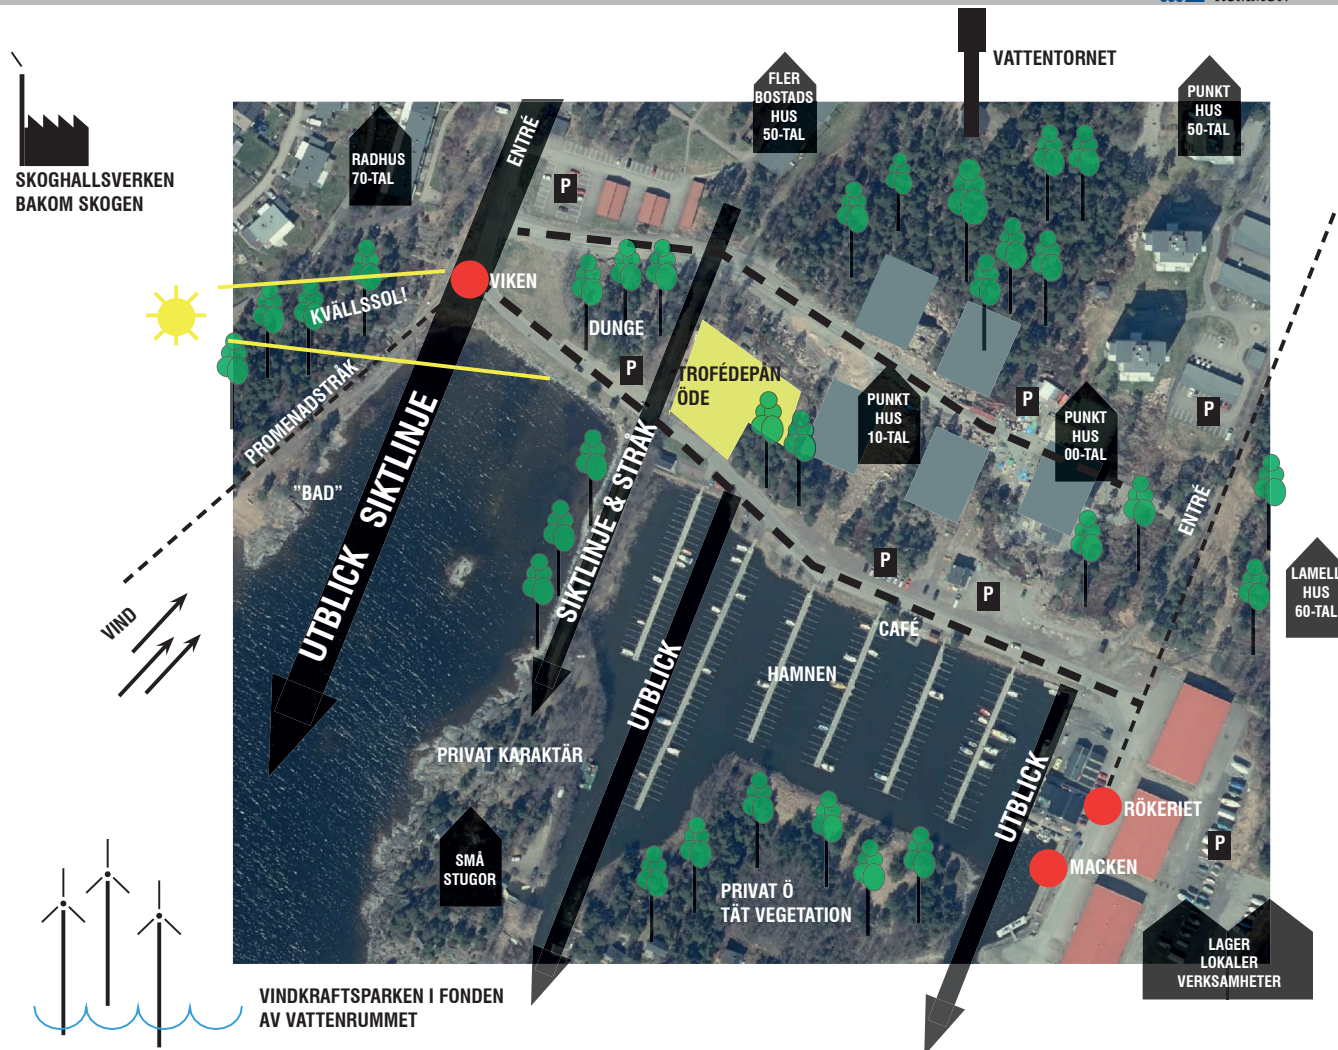 VATTENTORNET
FLER
BOSTADS
HUS
50-TAL
PUNKT
HUS
50-TAL
SKOGHALLSVERKEN
BAKOM SKOGEN
RADHUS
70-TAL
ENTRÉ
P
VIKEN
KVÄLLSSOL!
DUNGE
P
PROMENADSTRÅK
TROFÉDEPÅN
ÖDE
PUNKT
HUS
10-TAL
P
PUNKT
HUS
00-TAL
P
"BAD"
UTBLICK SIKTLINJE
SIKTLINJE & STRÅK
ENTRÉ
VIND
P
P
LAMELL
HUS
60-TAL
CAFÉ
HAMNEN
UTBLICK
PRIVAT KARAKTÄR
UTBLICK
RÖKERIET
P
MACKEN
SMÅ
STUGOR
PRIVAT Ö
TÄT VEGETATION
LAGER
LOKALER
VERKSAMHETER
VINDKRAFTSPARKEN I FONDEN
AV VATTENRUMMET